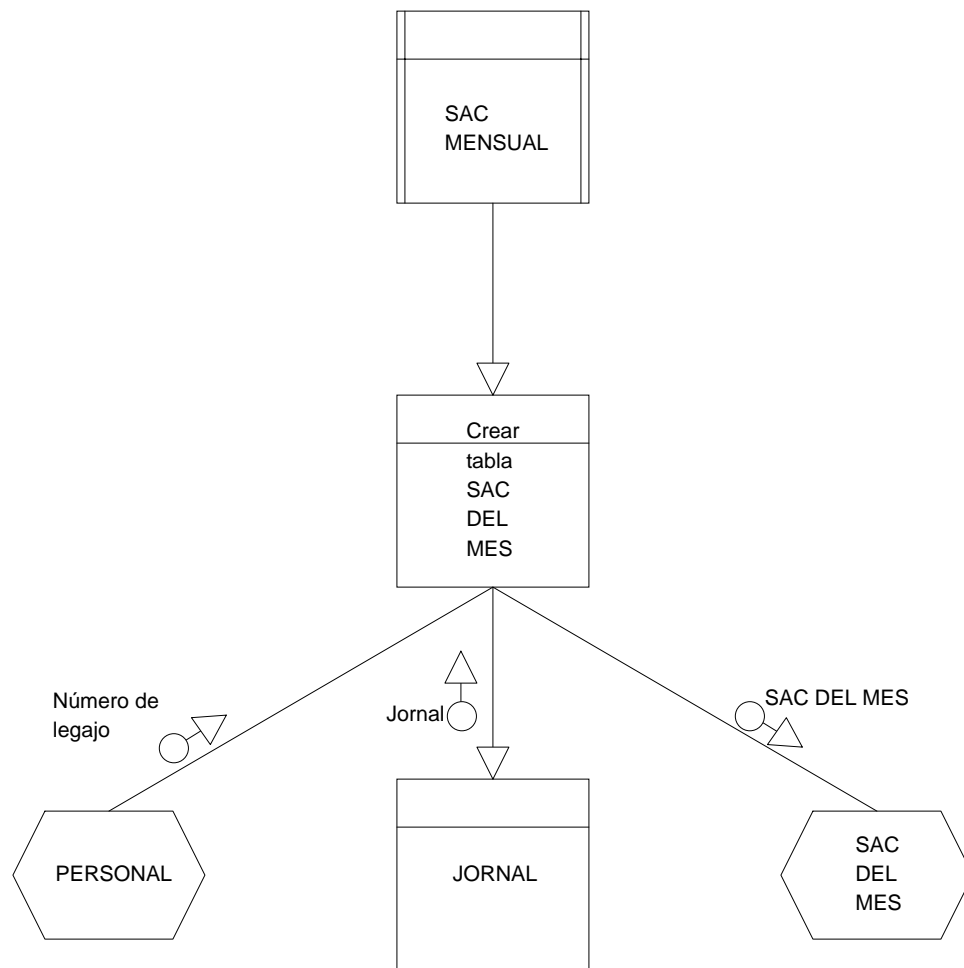 SAC
MENSUAL
Crear
tabla
SAC
DEL
MES
Número de
legajo
Jornal
SAC DEL MES
PERSONAL
JORNAL
SAC
DEL
MES